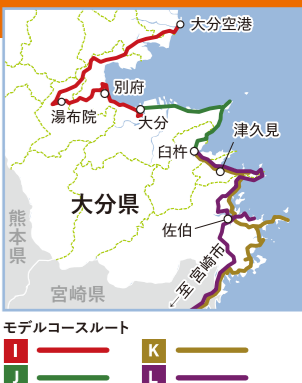 大分空港
別府
湯布院
大分
津久見
臼杵
大分県
佐伯
熊本県
←至 宮崎市
宮崎県
モデルコースルート
I
K
J
L